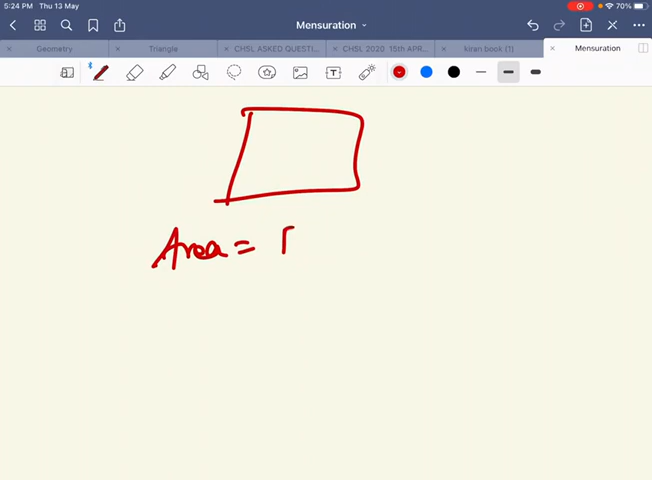 5:24 PM Thu 13 May
70%
Mensuration
Geometry
Triangle
CHSL ASKED QUESTI...
CHSL 2020 15th APR...
kiran book (1)
Mensuration
T
Area =